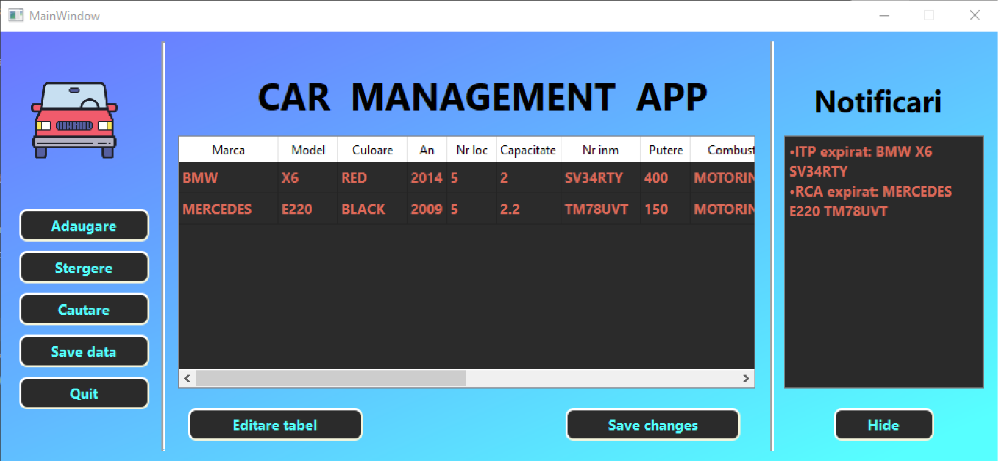 MainWindow
CAR MANAGEMENT APP
Notificari
Marca Model Culoare An Nr loc Capacitate Nr inm Putere Combust
BMW X6 RED 2014 5 2 SV34RTY 400 MOTORIN
MERCEDES E220 BLACK 2009 5 2.2 TM78UVT 150 MOTORIN
•ITP expirat: BMW X6
SV34RTY
•RCA expirat: MERCEDES
E220 TM78UVT
Adaugare
Stergere
Cautare
Save data
Quit
Editare tabel
Save changes
Hide